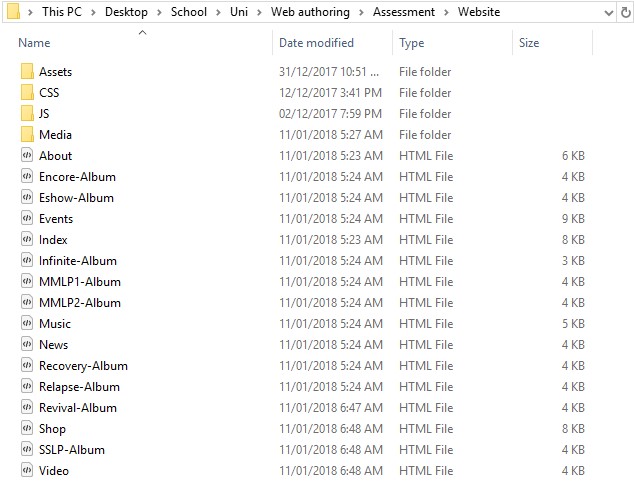 This PC > Desktop > School > Uni > Web authoring > Assessment > Website
Name Date modified Type Size
Assets 31/12/2017 10:51 ... File folder
CSS 12/12/2017 3:41 PM File folder
JS 02/12/2017 7:59 PM File folder
Media 11/01/2018 5:27 AM File folder
About 11/01/2018 5:23 AM HTML File 6 KB
Encore-Album 11/01/2018 5:24 AM HTML File 4 KB
Eshow-Album 11/01/2018 5:24 AM HTML File 4 KB
Events 11/01/2018 5:24 AM HTML File 9 KB
Index 11/01/2018 5:23 AM HTML File 8 KB
Infinite-Album 11/01/2018 5:24 AM HTML File 3 KB
MMLP1-Album 11/01/2018 5:24 AM HTML File 4 KB
MMLP2-Album 11/01/2018 5:24 AM HTML File 4 KB
Music 11/01/2018 5:24 AM HTML File 5 KB
News 11/01/2018 5:24 AM HTML File 4 KB
Recovery-Album 11/01/2018 5:24 AM HTML File 4 KB
Relapse-Album 11/01/2018 5:24 AM HTML File 4 KB
Revival-Album 11/01/2018 6:47 AM HTML File 4 KB
Shop 11/01/2018 6:48 AM HTML File 8 KB
SSLP-Album 11/01/2018 6:48 AM HTML File 4 KB
Video 11/01/2018 6:48 AM HTML File 4 KB